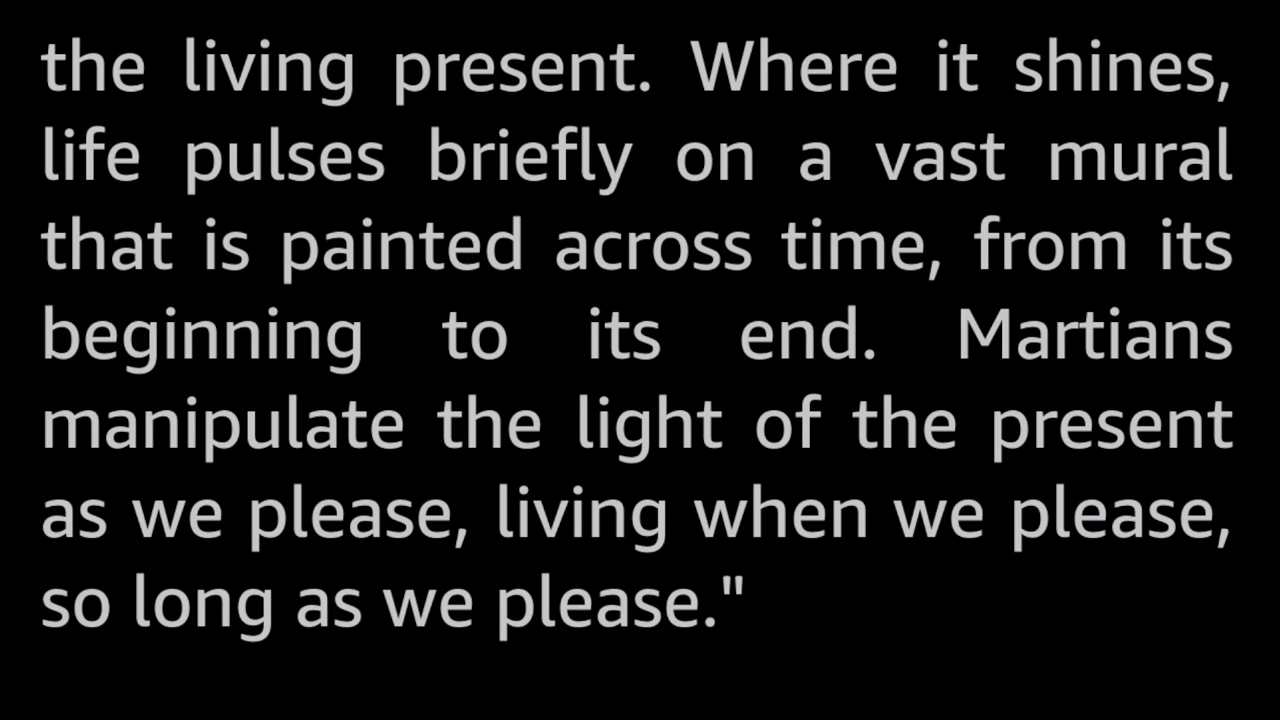 the living present. Where it shines,
life pulses briefly on a vast mural
that is painted across time, from its
beginning to its end. Martians
manipulate the light of the present
as we please, living when we please,
so long as we please."